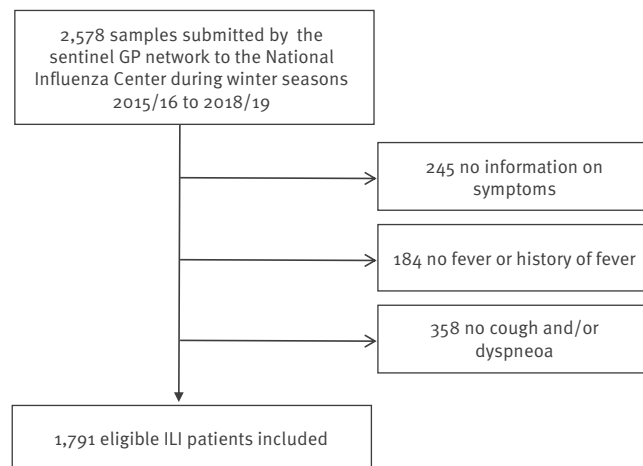 2,578 samples submitted by the
sentinel GP network to the National
Influenza Center during winter seasons
2015/16 to 2018/19
245 no information on
symptoms
184 no fever or history of fever
358 no cough and/or
dyspneoa
1,791 eligible ILI patients included